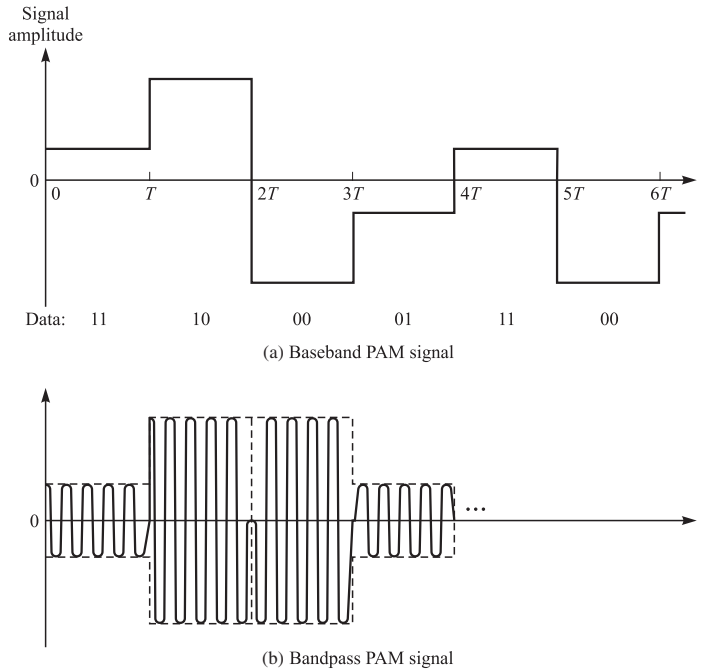 Signal
amplitude
0
0 T 2T 3T 4T 5T 6T
Data: 11 10 00 01 11 00
(a) Baseband PAM signal
0
...
(b) Bandpass PAM signal